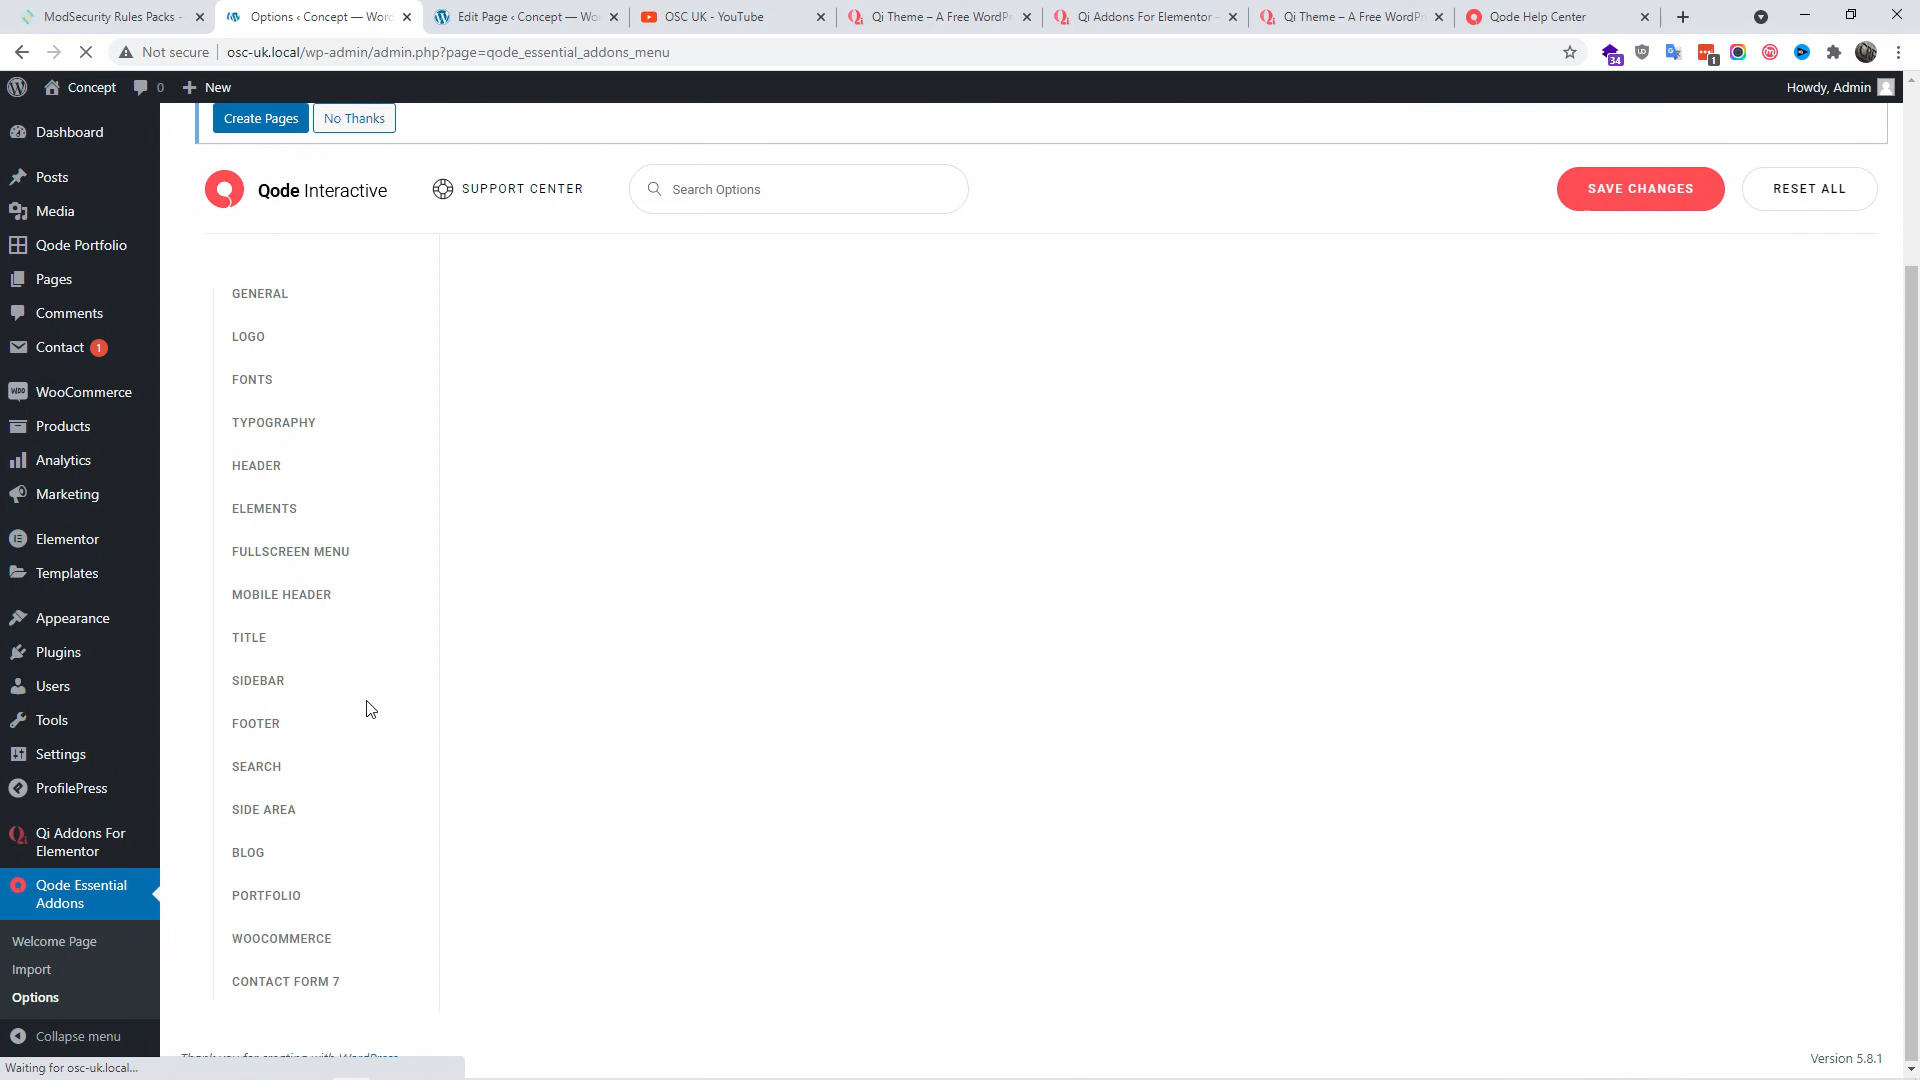 ModSecurity Rules Packs -
Options ‹ Concept — Word
Edit Page ‹ Concept — Wo
OSC UK - YouTube
Qi Theme – A Free WordPr
Qi Addons For Elementor -
Qi Theme – A Free WordPr
Qode Help Center
Not secure
osc-uk.local/wp-admin/admin.php?page=qode_essential_addons_menu
34
1
Concept
0
New
Howdy, Admin
Dashboard
Posts
Media
Qode Portfolio
Pages
Comments
Contact 1
WooCommerce
Products
Analytics
Marketing
Elementor
Templates
Appearance
Plugins
Users
Tools
Settings
ProfilePress
Qi Addons For
Elementor
Qode Essential
Addons
Welcome Page
Import
Options
Collapse menu
Create Pages
No Thanks
Qode Interactive
SUPPORT CENTER
Search Options
SAVE CHANGES
RESET ALL
GENERAL
LOGO
FONTS
TYPOGRAPHY
HEADER
ELEMENTS
FULLSCREEN MENU
MOBILE HEADER
TITLE
SIDEBAR
FOOTER
SEARCH
SIDE AREA
BLOG
PORTFOLIO
WOOCOMMERCE
CONTACT FORM 7
Thank you for creating with WordPress
Version 5.8.1
Waiting for osc-uk.local...